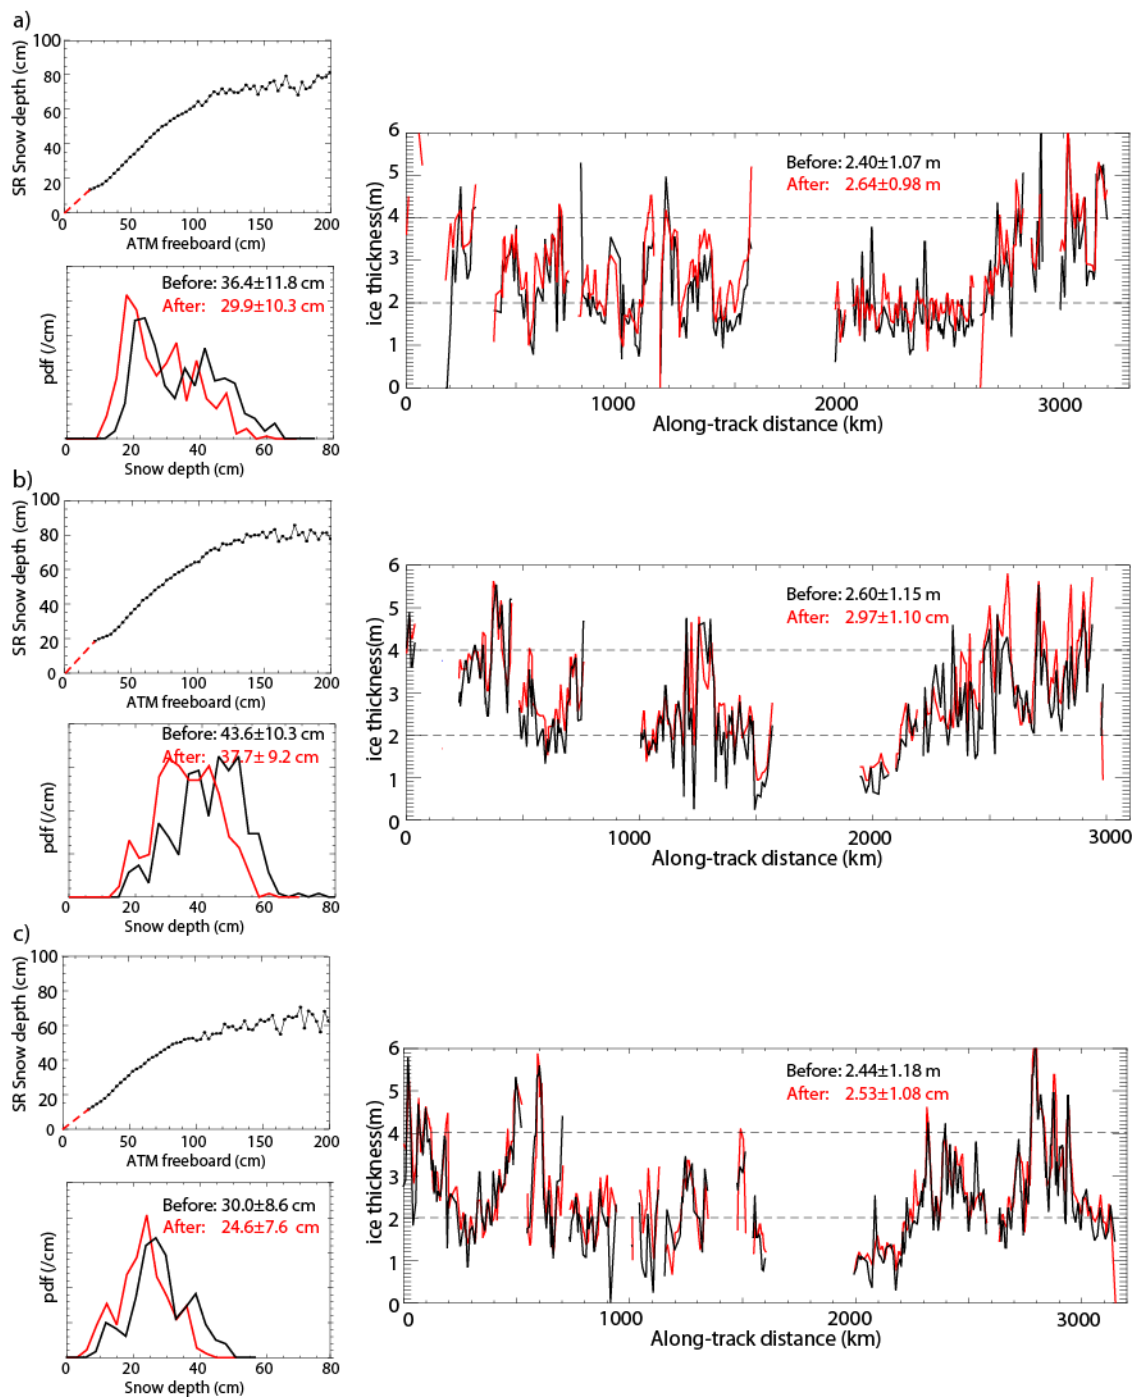 a)
100
80
60
40
20
0
SR Snow depth (cm)
0 50 100 150 200
ATM freeboard (cm)
Before: 36.4±11.8 cm
After: 29.9±10.3 cm
pdf (/cm)
0 20 40 60 80
Snow depth (cm)
6
5
4
3
2
1
0
ice thickness(m)
Before: 2.40±1.07 m
After: 2.64±0.98 m
0 1000 2000 3000
Along-track distance (km)
b)
100
80
60
40
20
0
SR Snow depth (cm)
0 50 100 150 200
ATM freeboard (cm)
Before: 43.6±10.3 cm
After: 37.7± 9.2 cm
pdf (/cm)
0 20 40 60 80
Snow depth (cm)
6
5
4
3
2
1
0
ice thickness(m)
Before: 2.60±1.15 m
After: 2.97±1.10 cm
0 1000 2000 3000
Along-track distance (km)
c)
100
80
60
40
20
0
SR Snow depth (cm)
0 50 100 150 200
ATM freeboard (cm)
Before: 30.0±8.6 cm
After: 24.6±7.6 cm
pdf (/cm)
0 20 40 60 80
Snow depth (cm)
6
5
4
3
2
1
0
ice thickness(m)
Before: 2.44±1.18 m
After: 2.53±1.08 cm
0 1000 2000 3000
Along-track distance (km)